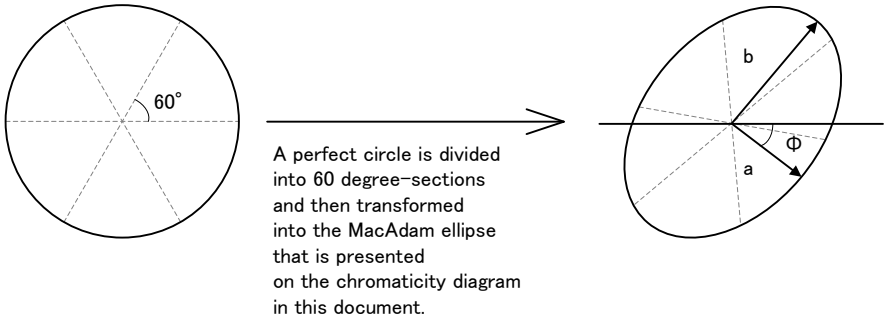 60°
A perfect circle is divided
into 60 degree-sections
and then transformed
into the MacAdam ellipse
that is presented
on the chromaticity diagram
in this document.
b
Φ
a